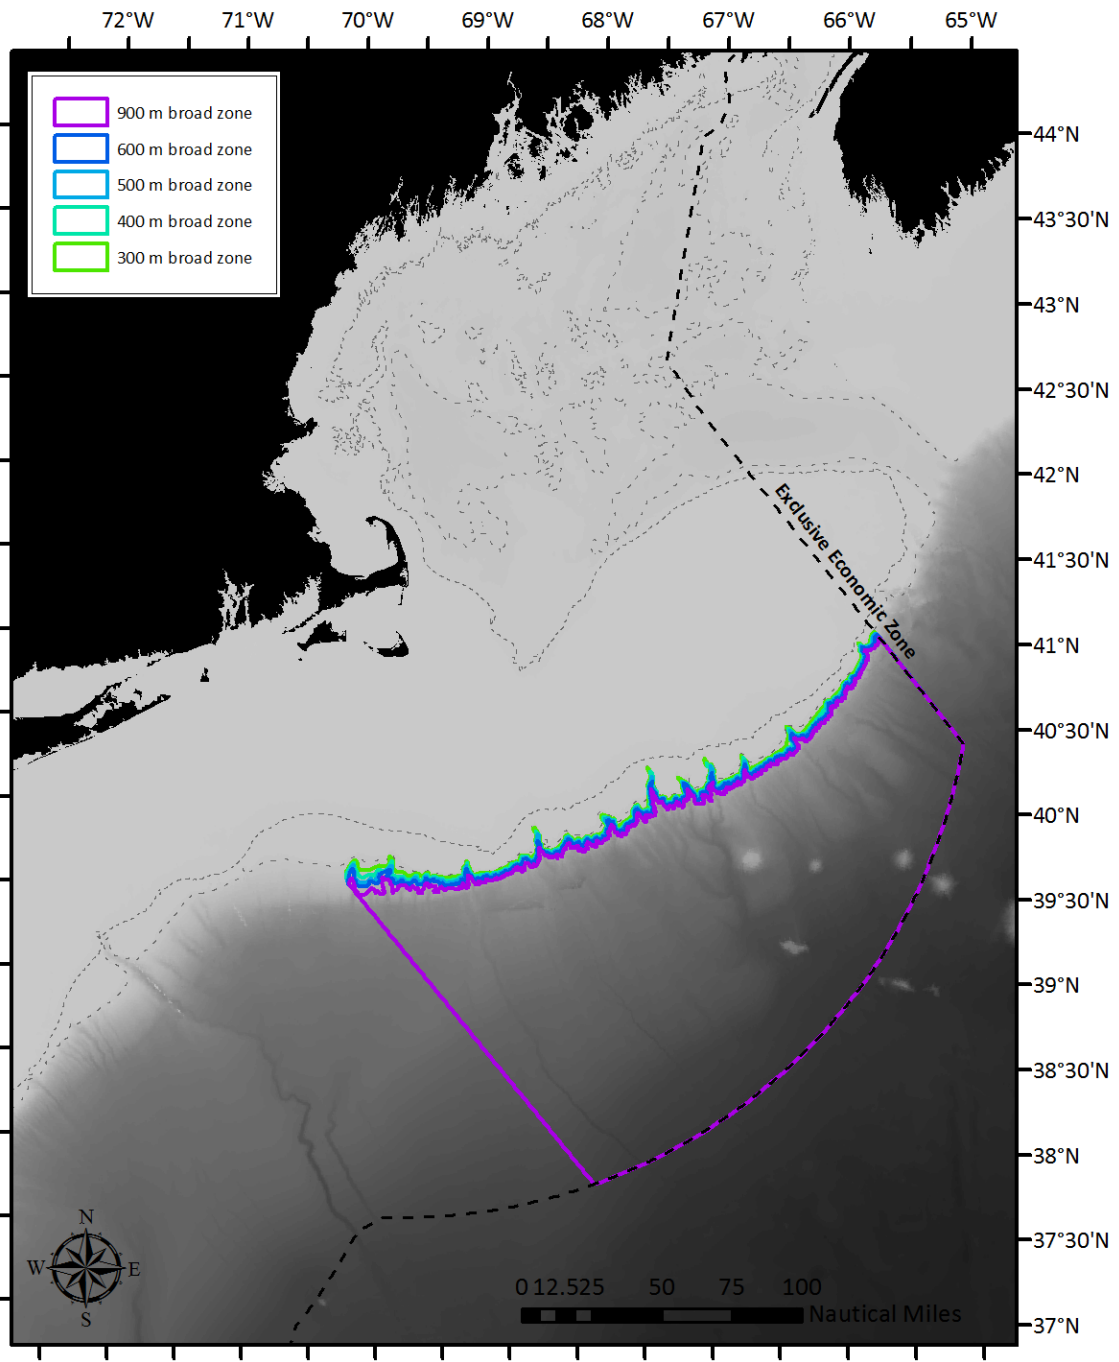 72°W 71°W 70°W 69°W 68°W 67°W 66°W 65°W
900 m broad zone
600 m broad zone
500 m broad zone
400 m broad zone
300 m broad zone
44°N
43°30'N
43°N
42°30'N
42°N
Exclusive Economic Zone
41°30'N
41°N
40°30'N
40°N
39°30'N
39°N
38°30'N
38°N
37°30'N
37°N
N
W E
S
0 12.525 50 75 100
Nautical Miles